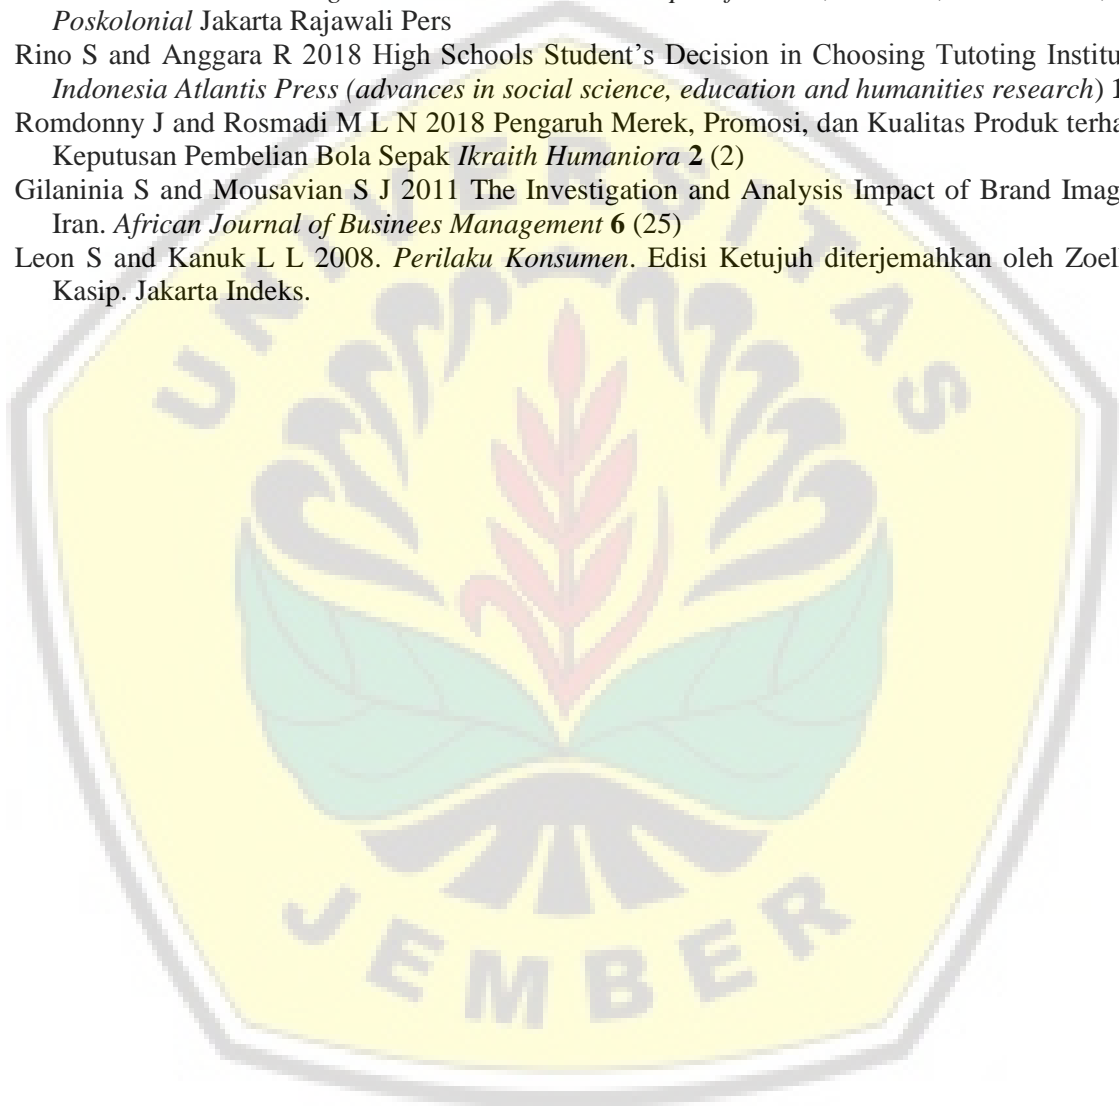 Poskolonial Jakarta Rajawali Pers
Rino S and Anggara R 2018 High Schools Student's Decision in Choosing Tutoting Institu
Indonesia Atlantis Press (advances in social science, education and humanities research) 1
Romdonny J and Rosmadi M L N 2018 Pengaruh Merek, Promosi, dan Kualitas Produk terha
Keputusan Pembelian Bola Sepak Ikraith Humaniora 2 (2)
Gilaninia S and Mousavian S J 2011 The Investigation and Analysis Impact of Brand Imag
Iran. African Journal of Businees Management 6 (25)
Leon S and Kanuk L L 2008. Perilaku Konsumen. Edisi Ketujuh diterjemahkan oleh Zoel
Kasip. Jakarta Indeks.
UNIVERSITAS
JEMBER